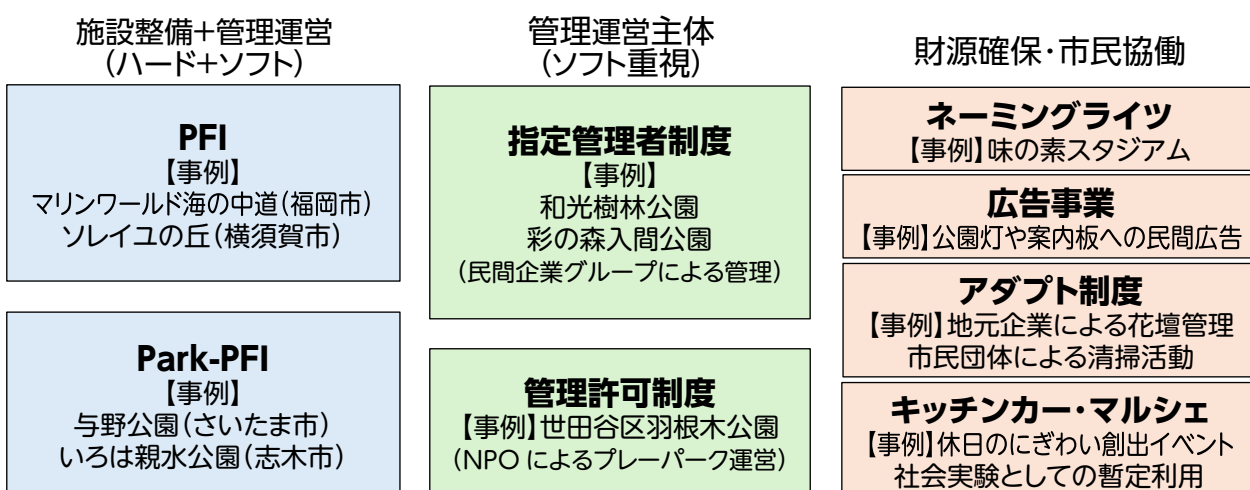 施設整備+管理運営
(ハード+ソフト)
PFI
【事例】
マリンワールド海の中道(福岡市)
ソレイユの丘(横須賀市)
Park-PFI
【事例】
与野公園(さいたま市)
いろは親水公園(志木市)
管理運営主体
(ソフト重視)
指定管理者制度
【事例】
和光樹林公園
彩の森入間公園
(民間企業グループによる管理)
管理許可制度
【事例】世田谷区羽根木公園
(NPO によるプレーパーク運営)
財源確保・市民協働
ネーミングライツ
【事例】味の素スタジアム
広告事業
【事例】公園灯や案内板への民間広告
アダプト制度
【事例】地元企業による花壇管理
市民団体による清掃活動
キッチンカー・マルシェ
【事例】休日のにぎわい創出イベント
社会実験としての暫定利用